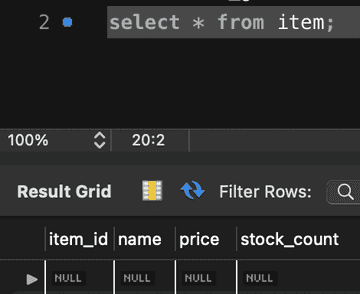 2 select * from item;
100% 20:2
Result Grid Filter Rows:
item_id name price stock_count
NULL NULL NULL NULL